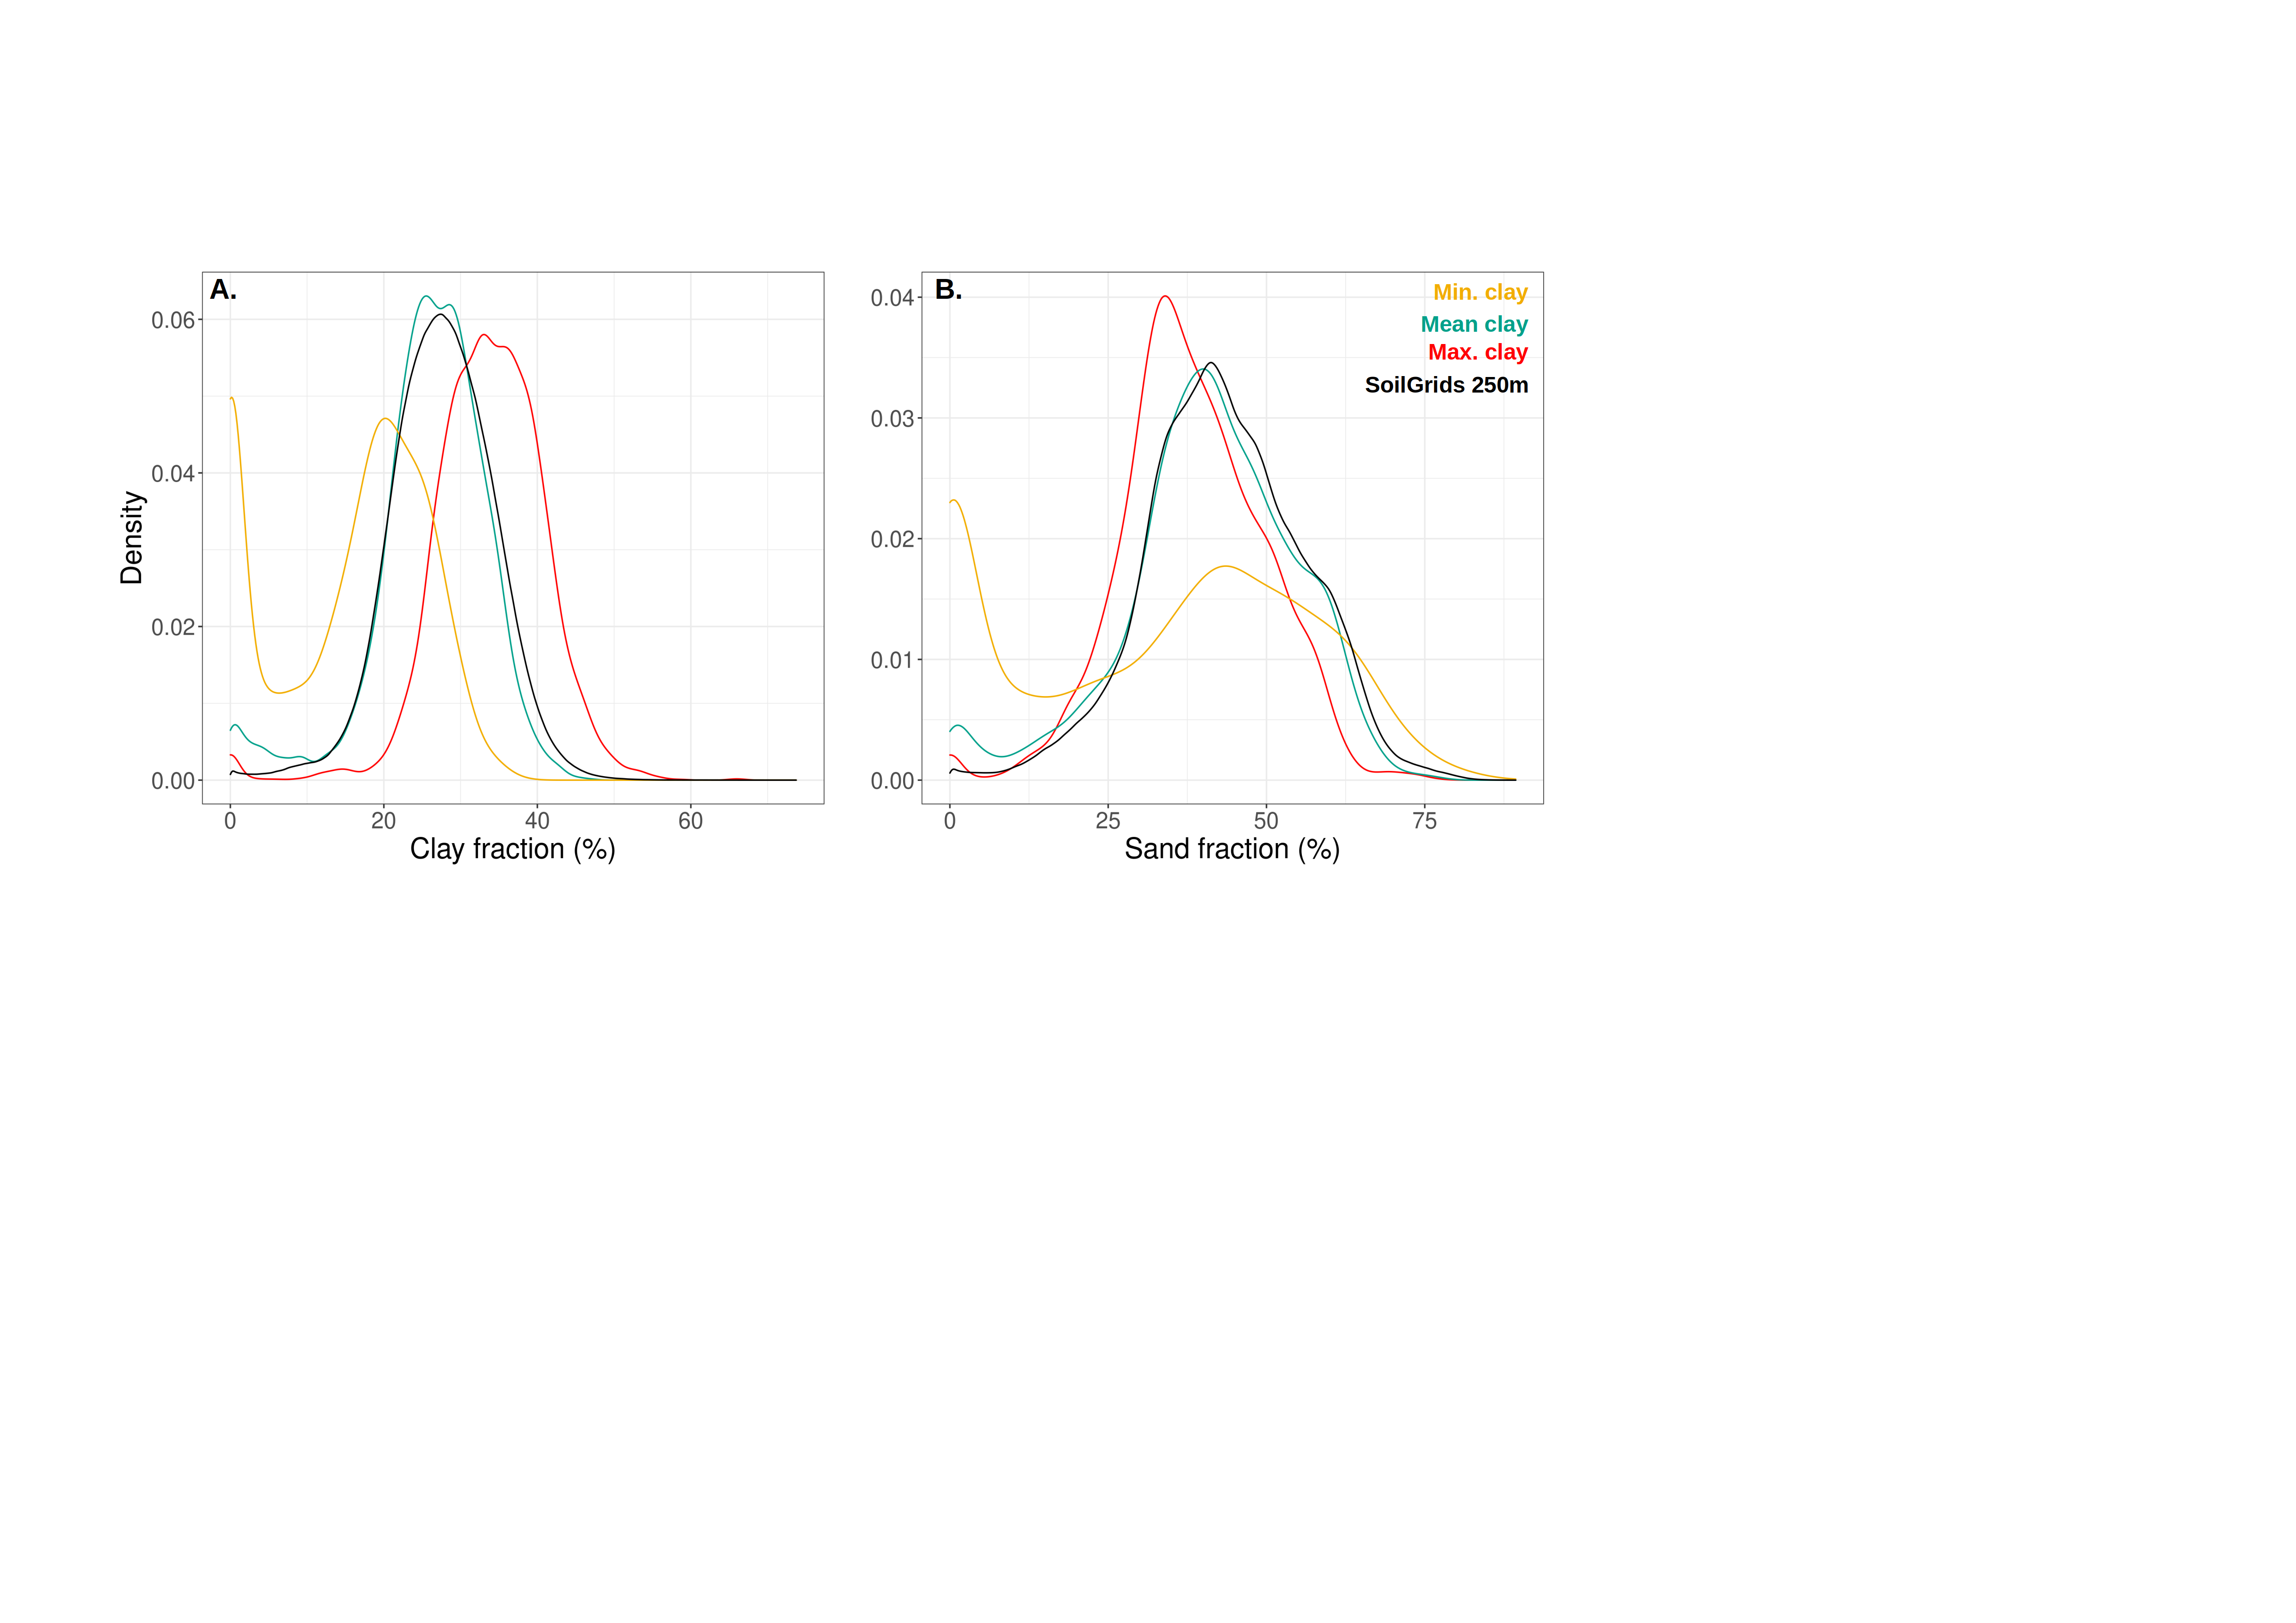 A.
0.06
0.04
0.02
0.00
Density
0
20
40
60
Clay fraction (%)
B.
Min. clay
Mean clay
Max. clay
SoilGrids 250m
0.04
0.03
0.02
0.01
0.00
0
25
50
75
Sand fraction (%)